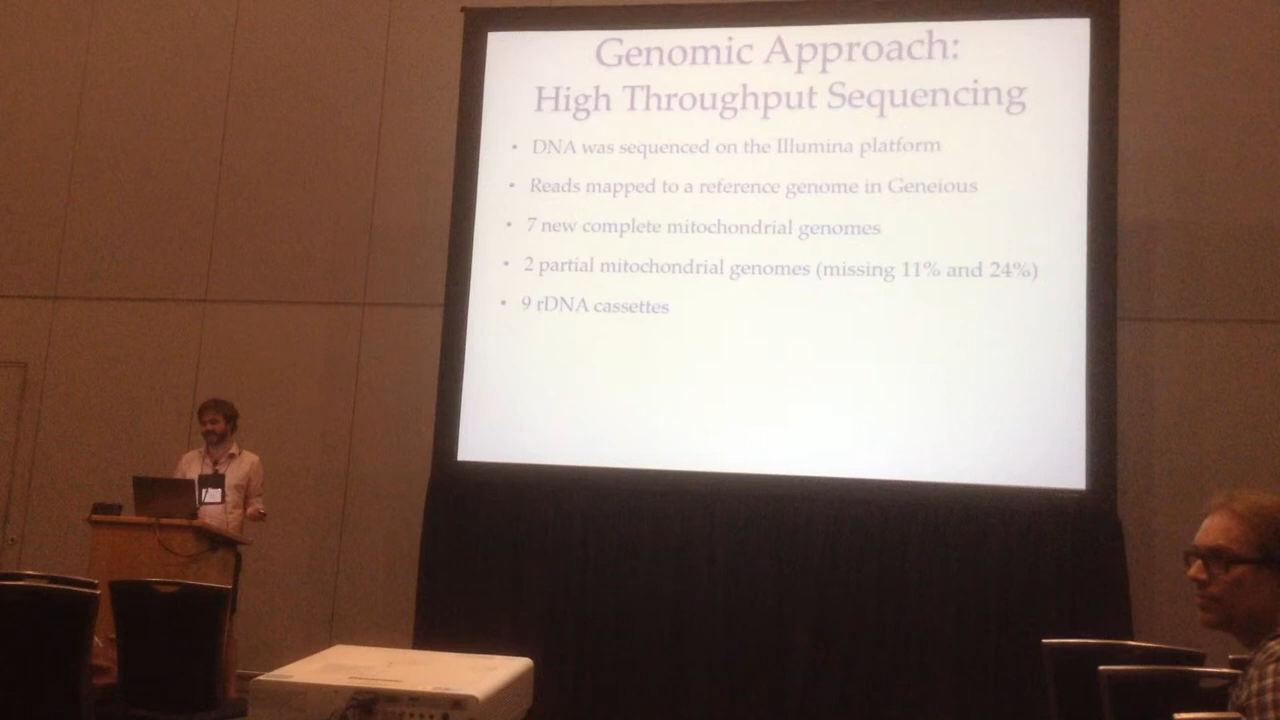 Genomic Approach:
High Throughput Sequencing
• DNA was sequenced on the Illumina platform
• Reads mapped to a reference genome in Geneious
• 7 new complete mitochondrial genomes
• 2 partial mitochondrial genomes (missing 11% and 24%)
• 9 rDNA cassettes